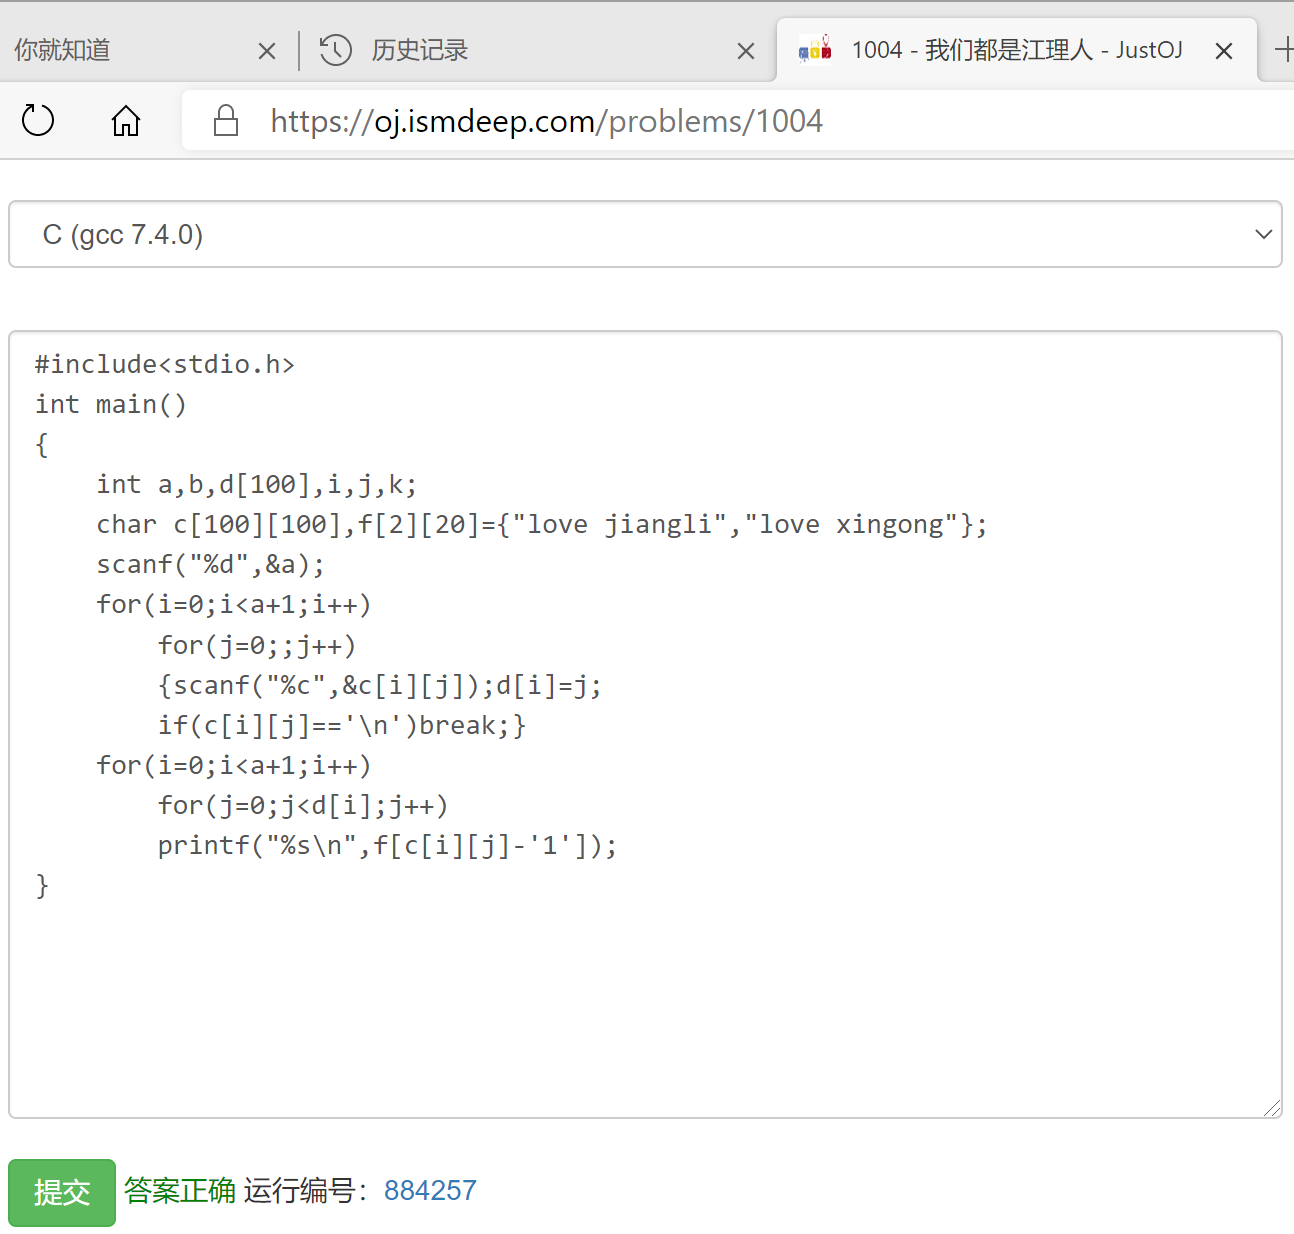 你就知道 历史记录 1004 - 我们都是江理人 - JustOJ
https://oj.ismdeep.com/problems/1004
C (gcc 7.4.0)
#include<stdio.h>
int main()
{
    int a,b,d[100],i,j,k;
    char c[100][100],f[2][20]={"love jiangli","love xingong"};
    scanf("%d",&a);
    for(i=0;i<a+1;i++)
        for(j=0;;j++)
        {scanf("%c",&c[i][j]);d[i]=j;
        if(c[i][j]=='\n')break;}
    for(i=0;i<a+1;i++)
        for(j=0;j<d[i];j++)
        printf("%s\n",f[c[i][j]-'1']);
}
提交 答案正确 运行编号：884257